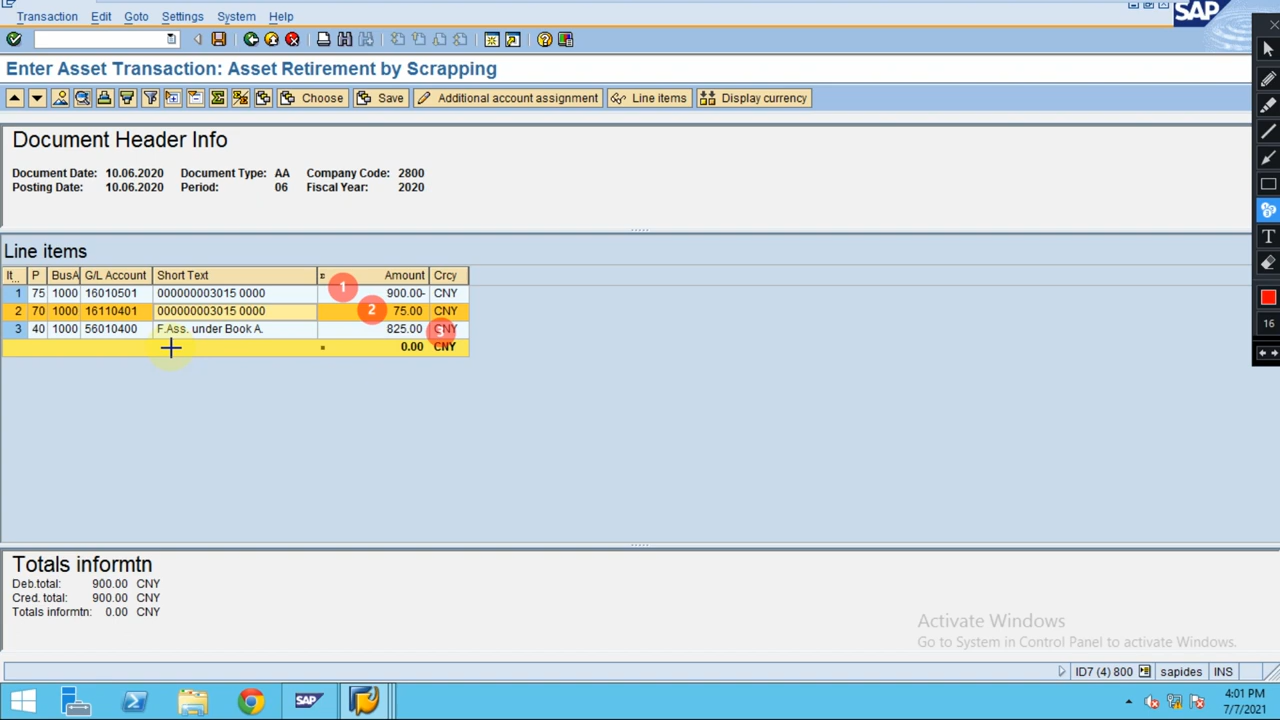 Transaction Edit Goto Settings System Help
SAP
Enter Asset Transaction: Asset Retirement by Scrapping
Choose Save Additional account assignment Line items Display currency
Document Header Info
Document Date: 10.06.2020 Document Type: AA Company Code: 2800
Posting Date: 10.06.2020 Period: 06 Fiscal Year: 2020
Line items
It... P BusA G/L Account Short Text Amount Crcy
1 75 1000 16010501 000000003015 0000 1 900.00- CNY
2 70 1000 16110401 000000003015 0000 2 75.00 CNY
3 40 1000 56010400 F.Ass. under Book A. 825.00 CNY 3
0.00 CNY
T
16
Totals informtn
Deb.total: 900.00 CNY
Cred. total: 900.00 CNY
Totals informtn: 0.00 CNY
Activate Windows
Go to System in Control Panel to activate Windows.
ID7 (4) 800 sapides INS
SAP
4:01 PM
7/7/2021